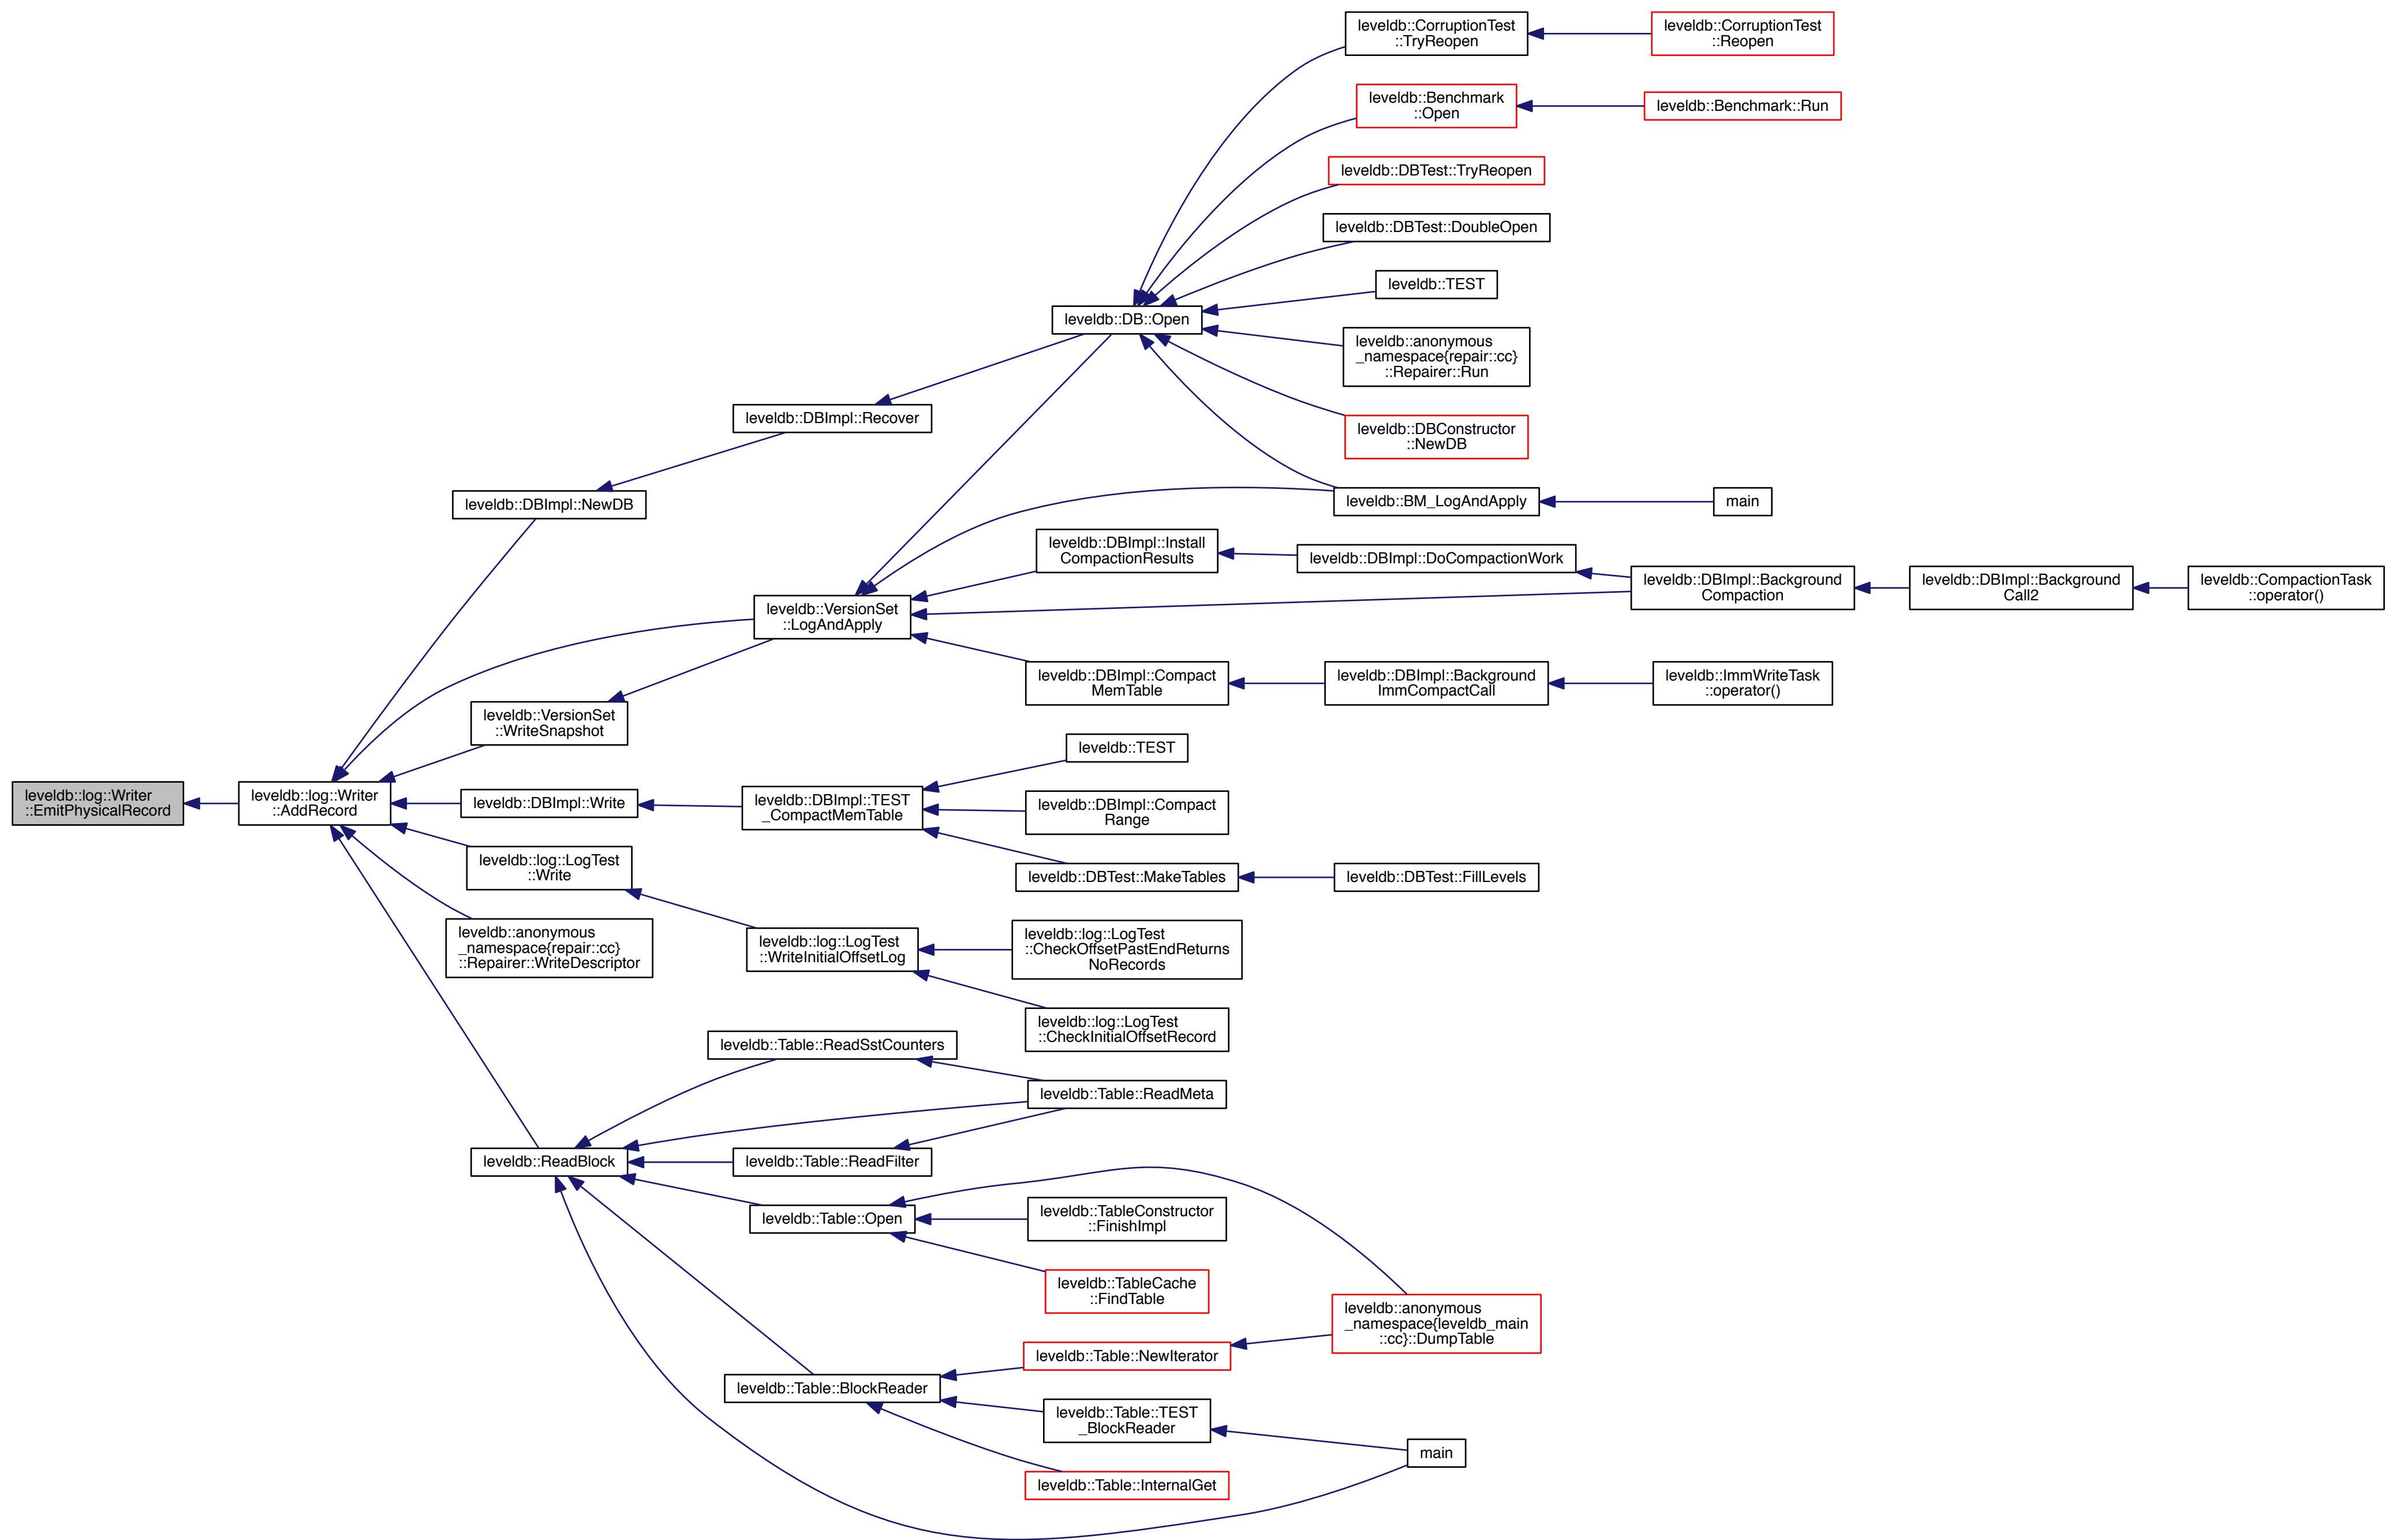 leveldb::CorruptionTest
::TryReopen
leveldb::CorruptionTest
::Reopen
leveldb::Benchmark
::Open
leveldb::Benchmark::Run
leveldb::DBTest::TryReopen
leveldb::DBTest::DoubleOpen
leveldb::TEST
leveldb::DB::Open
leveldb::anonymous
_namespace{repair::cc}
::Repairer::Run
leveldb::DBImpl::Recover
leveldb::DBConstructor
::NewDB
leveldb::DBImpl::NewDB
leveldb::BM_LogAndApply
main
leveldb::DBImpl::Install
CompactionResults
leveldb::DBImpl::DoCompactionWork
leveldb::DBImpl::Background
Compaction
leveldb::DBImpl::Background
Call2
leveldb::CompactionTask
::operator()
leveldb::VersionSet
::LogAndApply
leveldb::DBImpl::Compact
MemTable
leveldb::DBImpl::Background
ImmCompactCall
leveldb::ImmWriteTask
::operator()
leveldb::VersionSet
::WriteSnapshot
leveldb::TEST
leveldb::log::Writer
::EmitPhysicalRecord
leveldb::log::Writer
::AddRecord
leveldb::DBImpl::Write
leveldb::DBImpl::TEST
_CompactMemTable
leveldb::DBImpl::Compact
Range
leveldb::log::LogTest
::Write
leveldb::DBTest::MakeTables
leveldb::DBTest::FillLevels
leveldb::anonymous
_namespace{repair::cc}
::Repairer::WriteDescriptor
leveldb::log::LogTest
::WriteInitialOffsetLog
leveldb::log::LogTest
::CheckOffsetPastEndReturns
NoRecords
leveldb::log::LogTest
::CheckInitialOffsetRecord
leveldb::Table::ReadSstCounters
leveldb::Table::ReadMeta
leveldb::ReadBlock
leveldb::Table::ReadFilter
leveldb::Table::Open
leveldb::TableConstructor
::FinishImpl
leveldb::TableCache
::FindTable
leveldb::anonymous
_namespace{leveldb_main
::cc}::DumpTable
leveldb::Table::NewIterator
leveldb::Table::BlockReader
leveldb::Table::TEST
_BlockReader
main
leveldb::Table::InternalGet